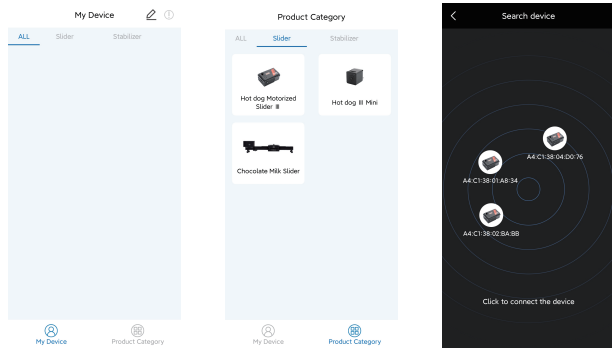 My Device
ALL Slider Stabilizer
My Device Product Category
Product Category
ALL Slider Stabilizer
Hot dog Motorized
Slider Ⅲ
Hot dog III Mini
Chocolate Milk Slider
My Device Product Category
Search device
A4:C1:38:04:D0:76
A4:C1:38:01:A8:34
A4:C1:38:02:BA:BB
Click to connect the device